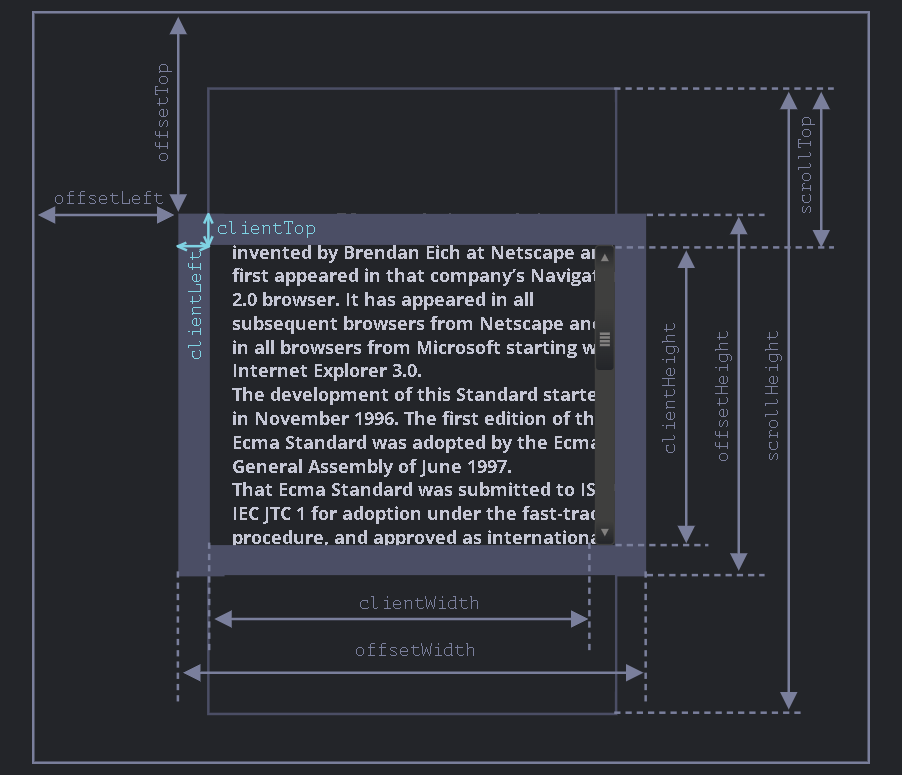 offsetTop
scrollTop
offsetLeft
clientTop
clientLeft
invented by Brendan Eich at Netscape an
first appeared in that company’s Navigat
2.0 browser. It has appeared in all
subsequent browsers from Netscape and
in all browsers from Microsoft starting w
Internet Explorer 3.0.
The development of this Standard starte
in November 1996. The first edition of th
Ecma Standard was adopted by the Ecma
General Assembly of June 1997.
That Ecma Standard was submitted to IS
IEC JTC 1 for adoption under the fast-trac
procedure, and approved as internationa
clientHeight
offsetHeight
scrollHeight
clientWidth
offsetWidth